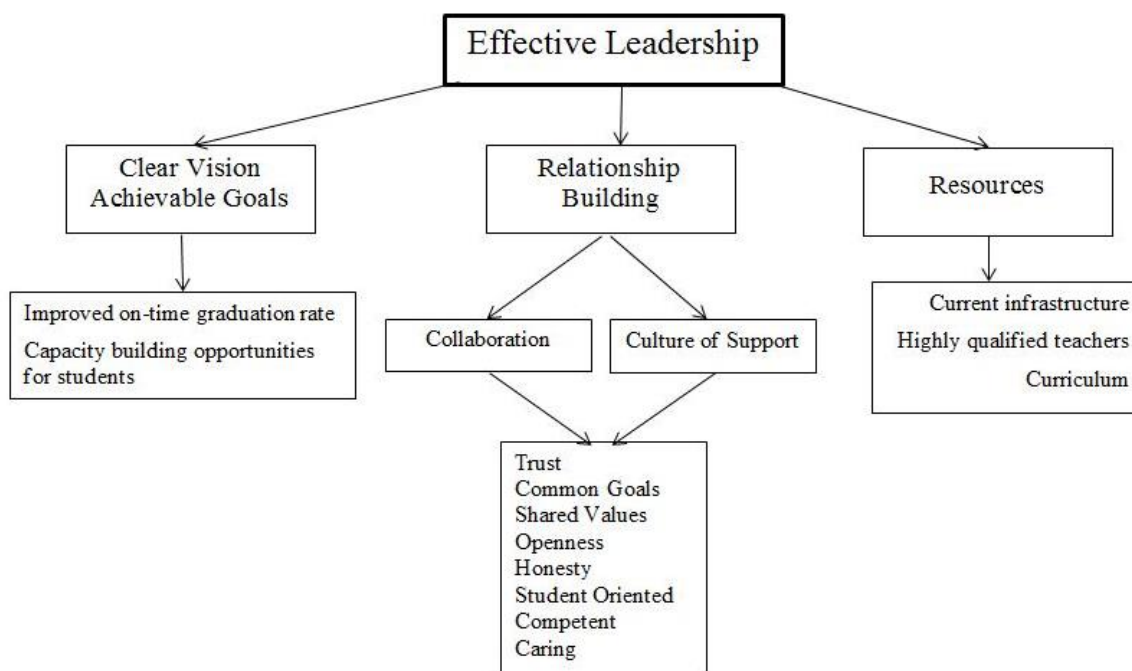 Effective Leadership
Clear Vision
Achievable Goals
Relationship
Building
Resources
Improved on-time graduation rate
Capacity building opportunities
for students
Collaboration
Culture of Support
Current infrastructure
Highly qualified teachers
Curriculum
Trust
Common Goals
Shared Values
Openness
Honesty
Student Oriented
Competent
Caring